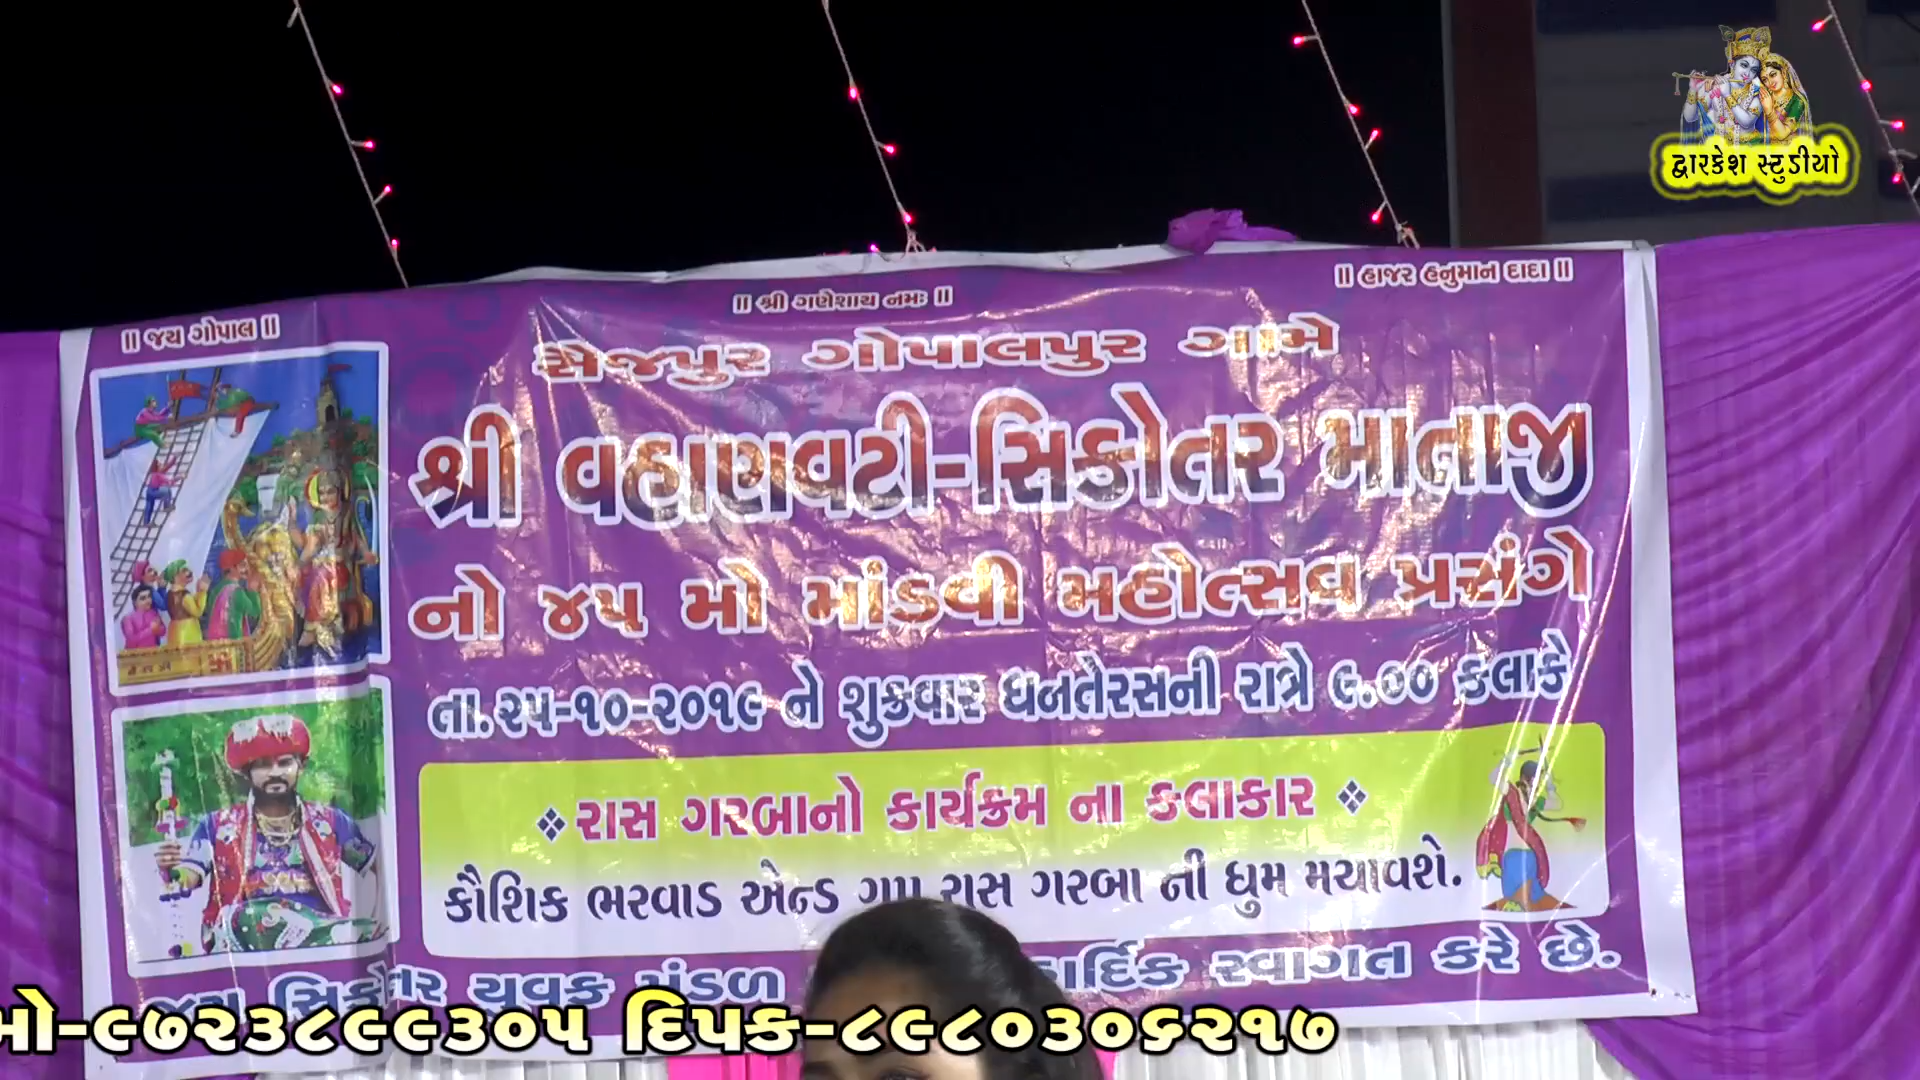 દ્વારકેશ સ્ટુડીયો
॥ જય ગોપાલ ॥
॥ શ્રી ગણેશાય નમઃ ॥
॥ હાજર હનુમાન દાદા ॥
સેજપુર ગોપાલપુર ગામે
શ્રી વહાણવટી-સિકોતર માતાજી
નો ૪૫ મો માંડવી મહોત્સવ પ્રસંગે
તા.૨૫-૧૦-૨૦૧૯ ને શુક્રવાર ધનતેરસની રાત્રે ૯.૦૦ કલાકે
❖ રાસ ગરબાનો કાર્યક્રમ ના કલાકાર ❖
કૌશિક ભરવાડ એન્ડ ગૃપ રાસ ગરબા ની ધુમ મચાવશે.
જય સિકોતર યુવક મંડળ હાર્દિક સ્વાગત કરે છે.
મો-૯૭૨૩૮૯૯૩૦૫ દિપક-૮૯૮૦૩૦૬૨૧૭